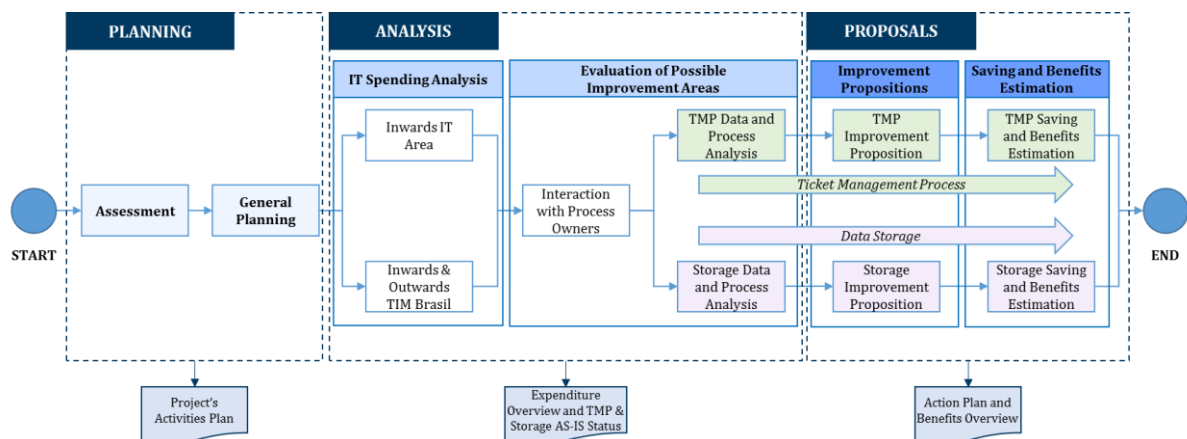 PLANNING
ANALYSIS
PROPOSALS
IT Spending Analysis
Evaluation of Possible
Improvement Areas
Improvement
Propositions
Saving and Benefits
Estimation
Inwards IT
Area
TMP Data and
Process
Analysis
TMP
Improvement
Proposition
TMP Saving
and Benefits
Estimation
START
Assessment
General
Planning
Interaction
with Process
Owners
Ticket Management Process
Data Storage
END
Inwards &
Outwards
TIM Brasil
Storage Data
and Process
Analysis
Storage
Improvement
Proposition
Storage Saving
and Benefits
Estimation
Project's
Activities Plan
Expenditure
Overview and TMP &
Storage AS-IS Status
Action Plan and
Benefits Overview